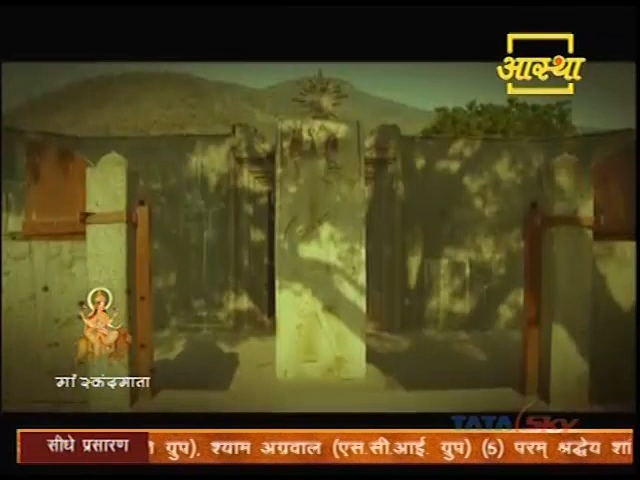 आस्था
माँ स्कंदमाता
TATA SKY
सीधे प्रसारण
ग्रुप), श्याम अग्रवाल (एस.सी.आई. ग्रुप) (5) परम् श्रद्धेय